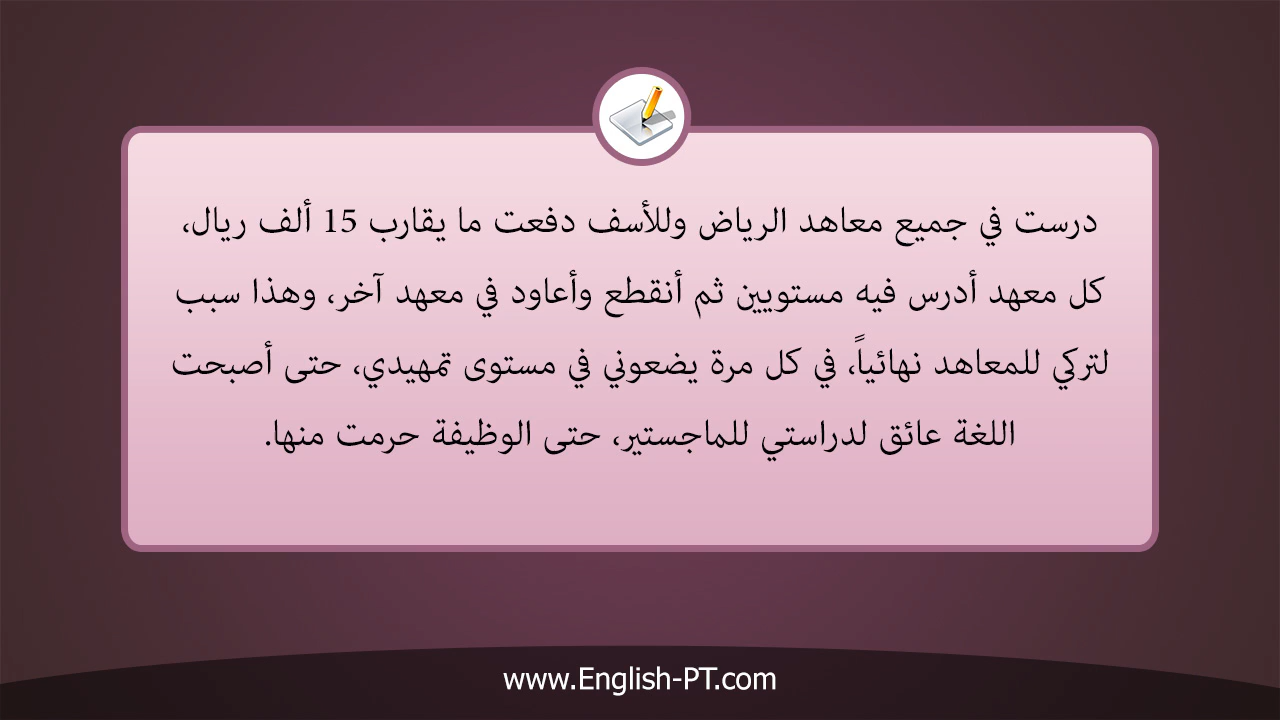 درست في جميع معاهد الرياض وللأسف دفعت ما يقارب 15 ألف ريال،
كل معهد أدرس فيه مستويين ثم أنقطع وأعاود في معهد آخر، وهذا سبب
لتركي للمعاهد نهائياً، في كل مرة يضعوني في مستوى تمهيدي، حتى أصبحت
اللغة عائق لدراستي للماجستير، حتى الوظيفة حرمت منها.
www.English-PT.com